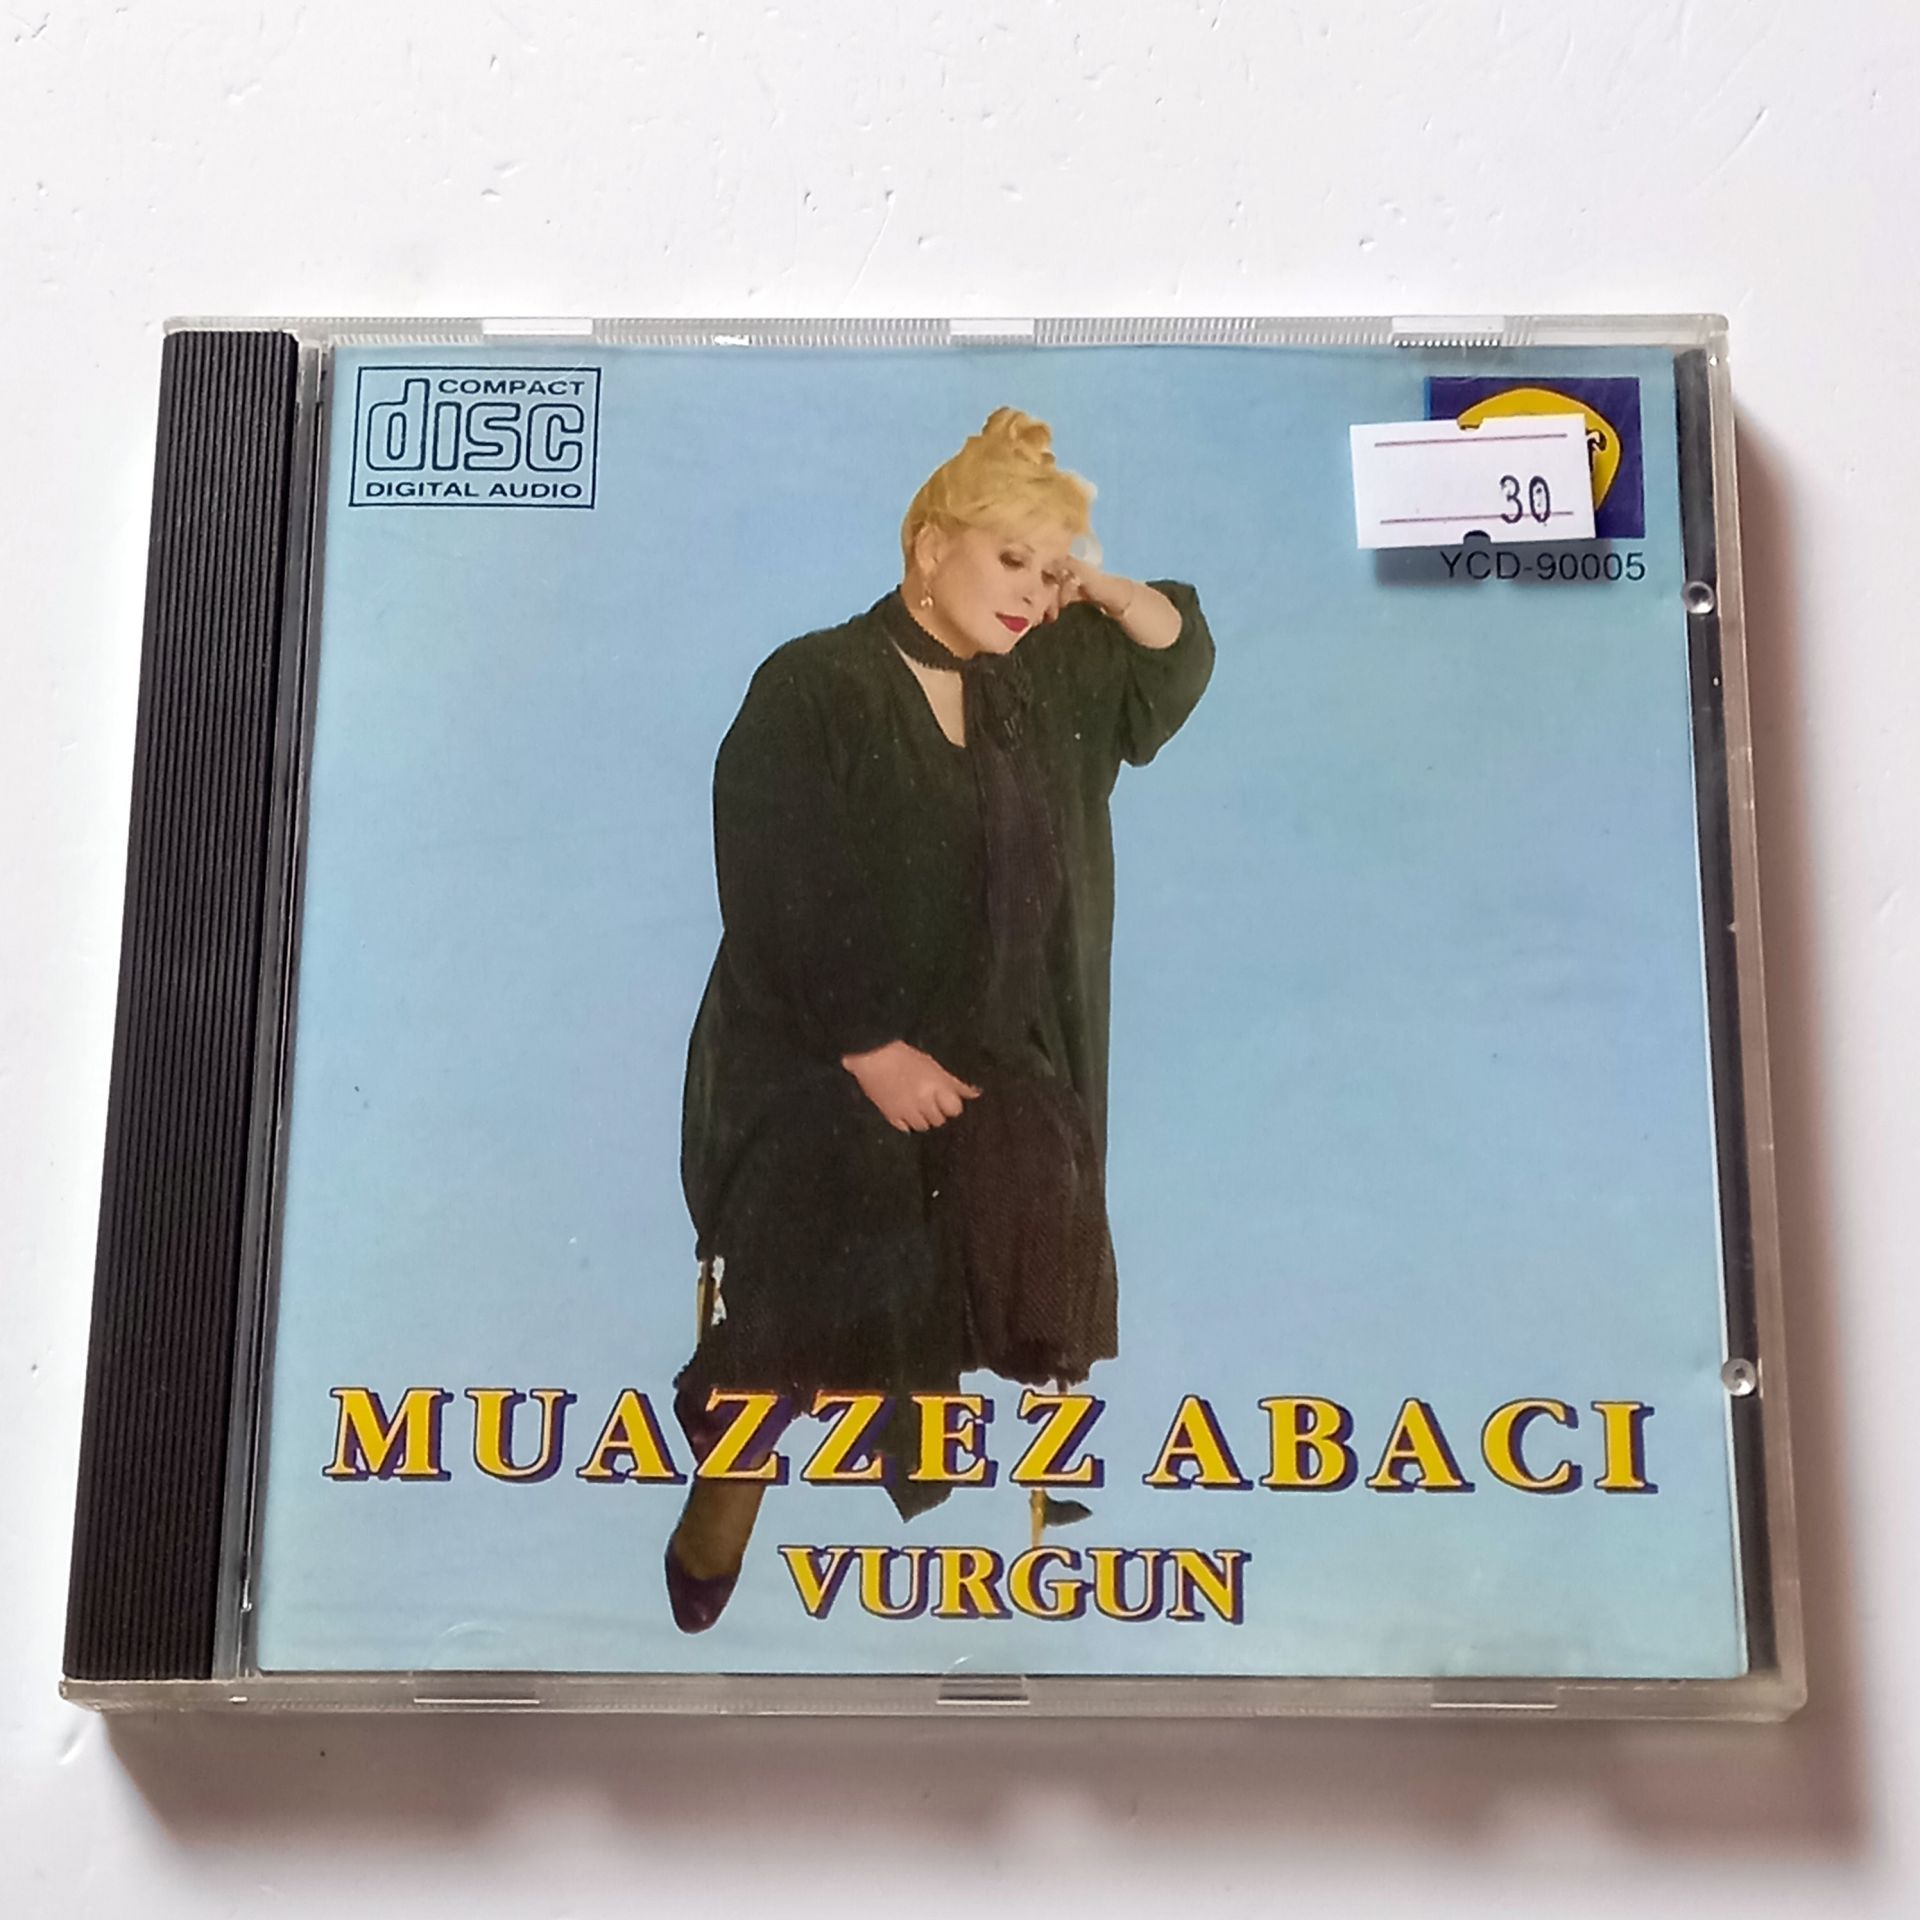 COMPACT
disc
DIGITAL AUDIO
30
YCD-90005
MUAZZEZ ABACI
VURGUN